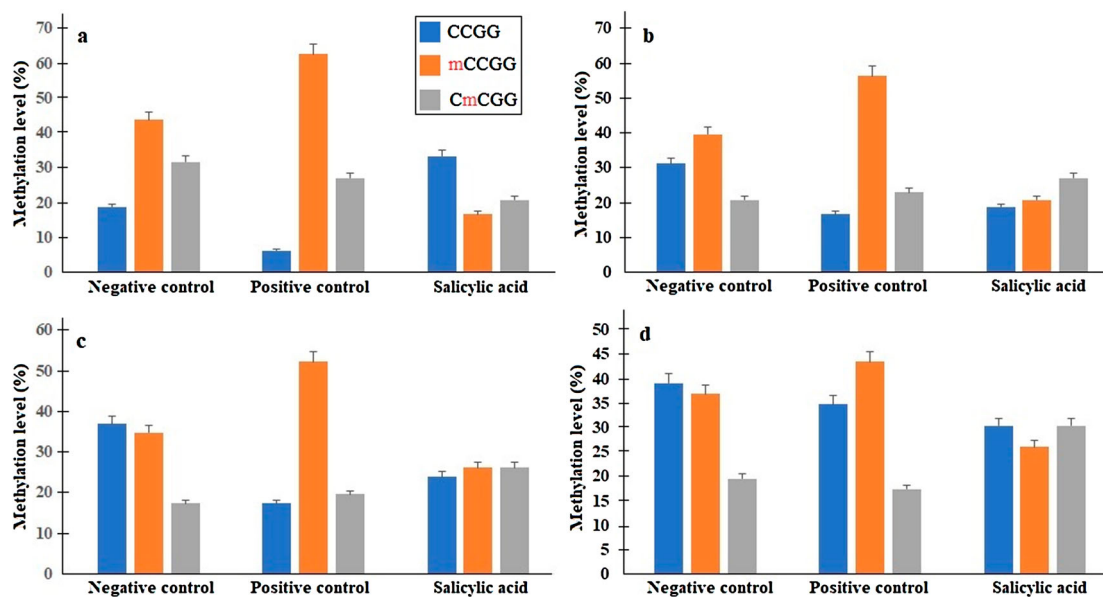 a
Methylation level (%)
70
60
50
40
30
20
10
0
Negative control Positive control Salicylic acid
CCGG
mCCGG
CmCGG
b
Methylation level (%)
70
60
50
40
30
20
10
0
Negative control Positive control Salicylic acid
c
Methylation level (%)
60
50
40
30
20
10
0
Negative control Positive control Salicylic acid
d
Methylation level (%)
50
45
40
35
30
25
20
15
10
5
0
Negative control Positive control Salicylic acid